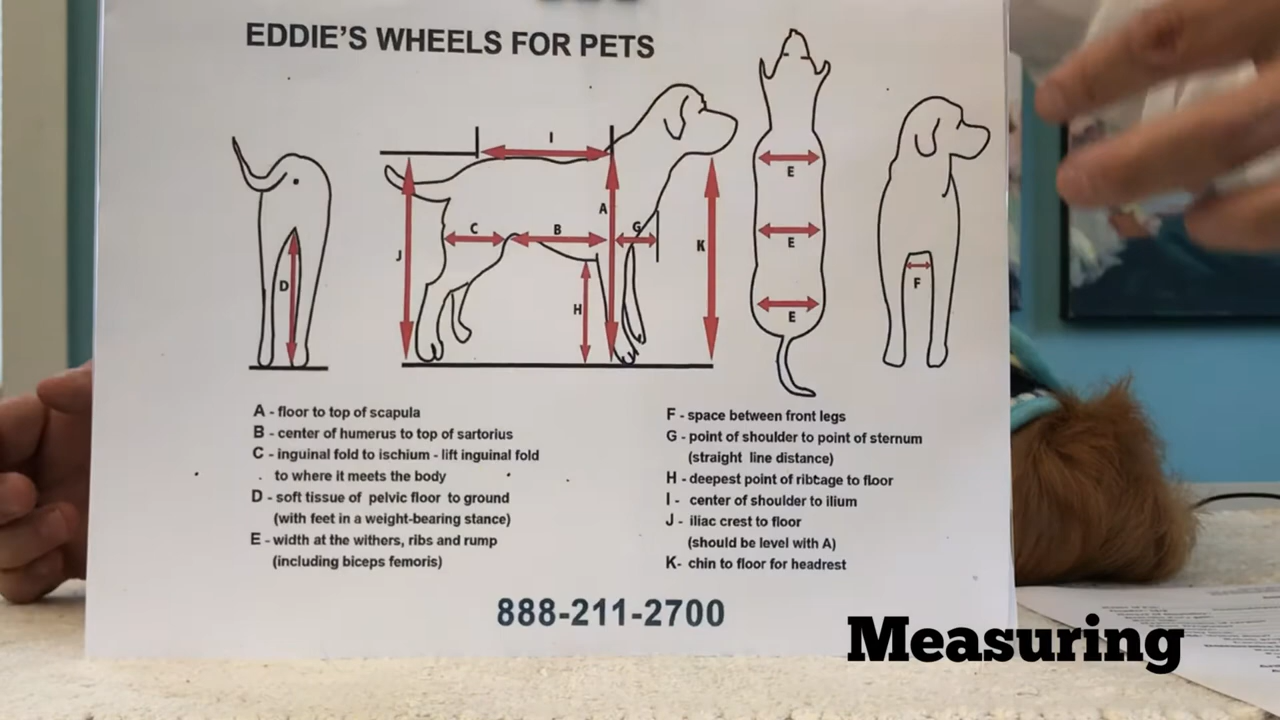 EDDIE'S WHEELS FOR PETS
I
E
A
G
C
B
E
K
J
D
H
F
E
A - floor to top of scapula
B - center of humerus to top of sartorius
C - inguinal fold to ischium - lift inguinal fold
to where it meets the body
D - soft tissue of pelvic floor to ground
(with feet in a weight-bearing stance)
E - width at the withers, ribs and rump
(including biceps femoris)
F - space between front legs
G - point of shoulder to point of sternum
(straight line distance)
H - deepest point of ribtage to floor
I - center of shoulder to ilium
J - iliac crest to floor
(should be level with A)
K- chin to floor for headrest
888-211-2700
Measuring